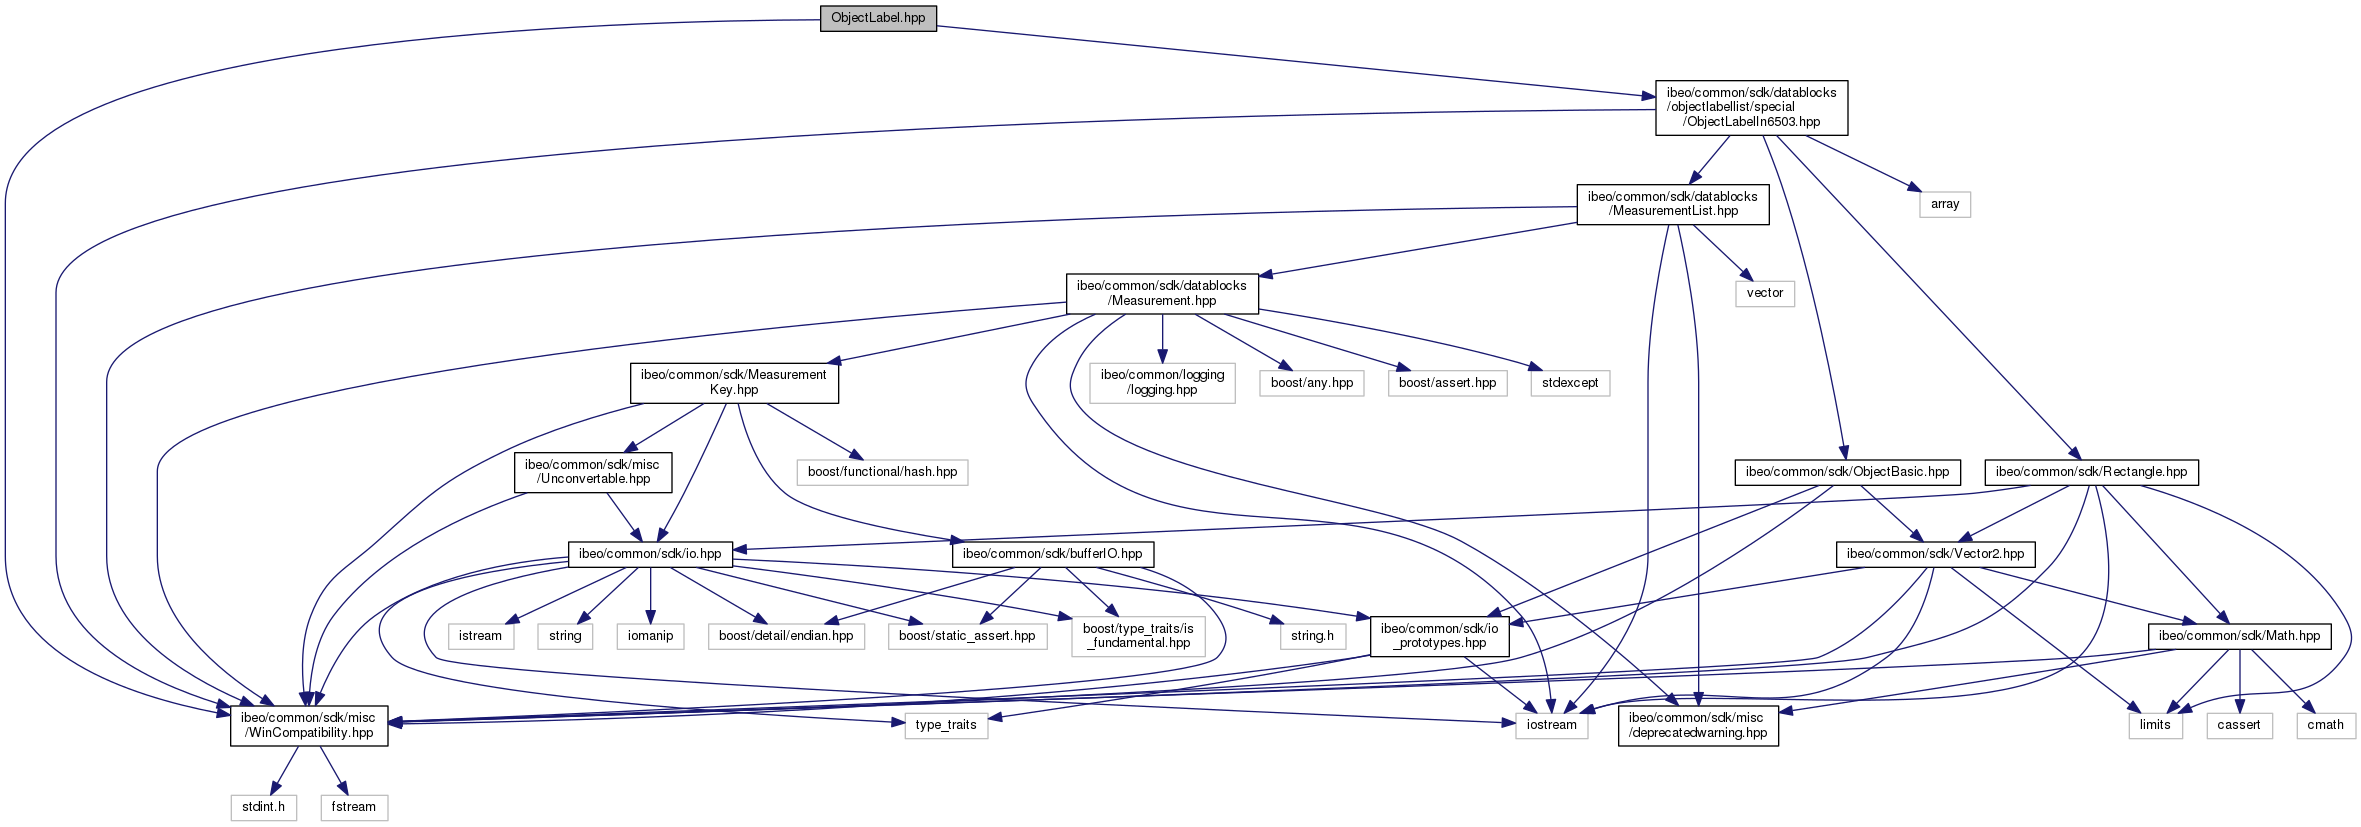 ObjectLabel.hpp
ibeo/common/sdk/datablocks
/objectlabellist/special
/ObjectLabelIn6503.hpp
ibeo/common/sdk/datablocks
/MeasurementList.hpp
array
ibeo/common/sdk/datablocks
/Measurement.hpp
vector
ibeo/common/sdk/Measurement
Key.hpp
ibeo/common/logging
/logging.hpp
boost/any.hpp
boost/assert.hpp
stdexcept
ibeo/common/sdk/misc
/Unconvertable.hpp
boost/functional/hash.hpp
ibeo/common/sdk/ObjectBasic.hpp
ibeo/common/sdk/Rectangle.hpp
ibeo/common/sdk/io.hpp
ibeo/common/sdk/bufferIO.hpp
ibeo/common/sdk/Vector2.hpp
istream
string
iomanip
boost/detail/endian.hpp
boost/static_assert.hpp
boost/type_traits/is
_fundamental.hpp
string.h
ibeo/common/sdk/io
_prototypes.hpp
ibeo/common/sdk/Math.hpp
ibeo/common/sdk/misc
/WinCompatibility.hpp
type_traits
iostream
ibeo/common/sdk/misc
/deprecatedwarning.hpp
limits
cassert
cmath
stdint.h
fstream